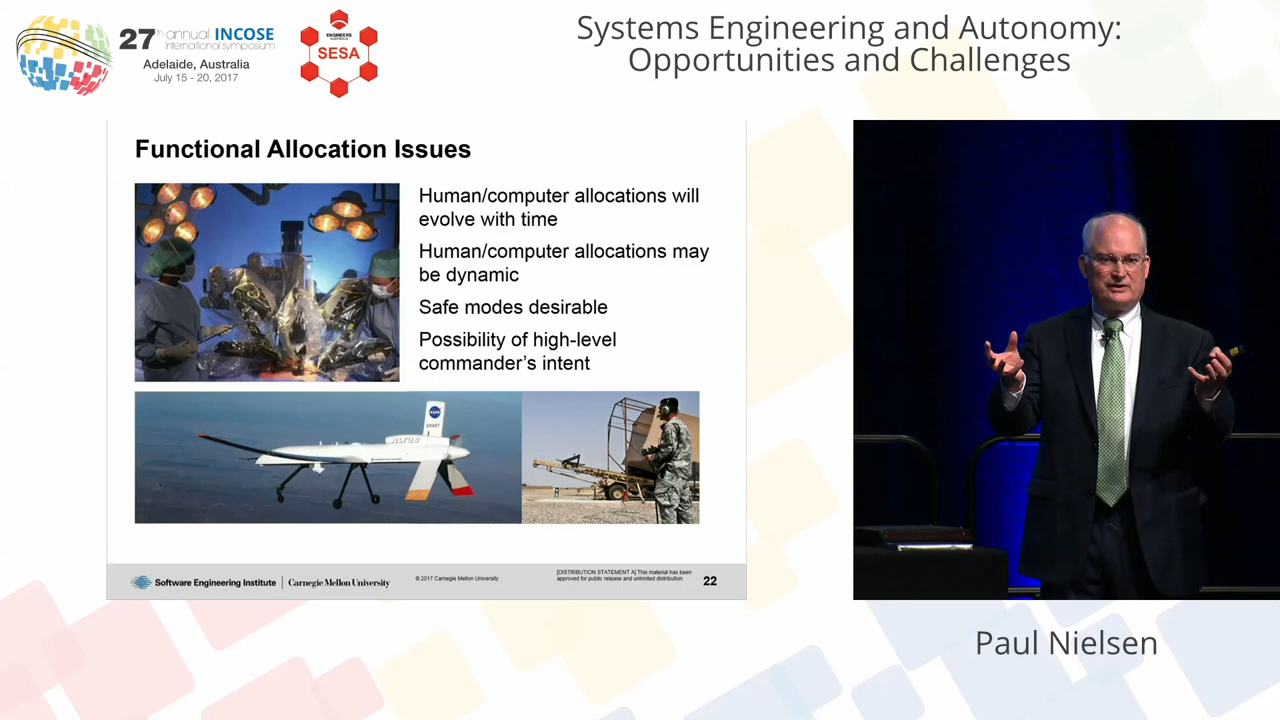 27th annual INCOSE
international symposium
Adelaide, Australia
July 15 - 20, 2017
ENGINEERS
AUSTRALIA
SESA
Systems Engineering and Autonomy:
Opportunities and Challenges
Functional Allocation Issues
Human/computer allocations will
evolve with time
Human/computer allocations may
be dynamic
Safe modes desirable
Possibility of high-level
commander's intent
NASA
ERAST
ALTUS
Software Engineering Institute | Carnegie Mellon University
© 2017 Carnegie Mellon University
[DISTRIBUTION STATEMENT A] This material has been
approved for public release and unlimited distribution.
22
Paul Nielsen